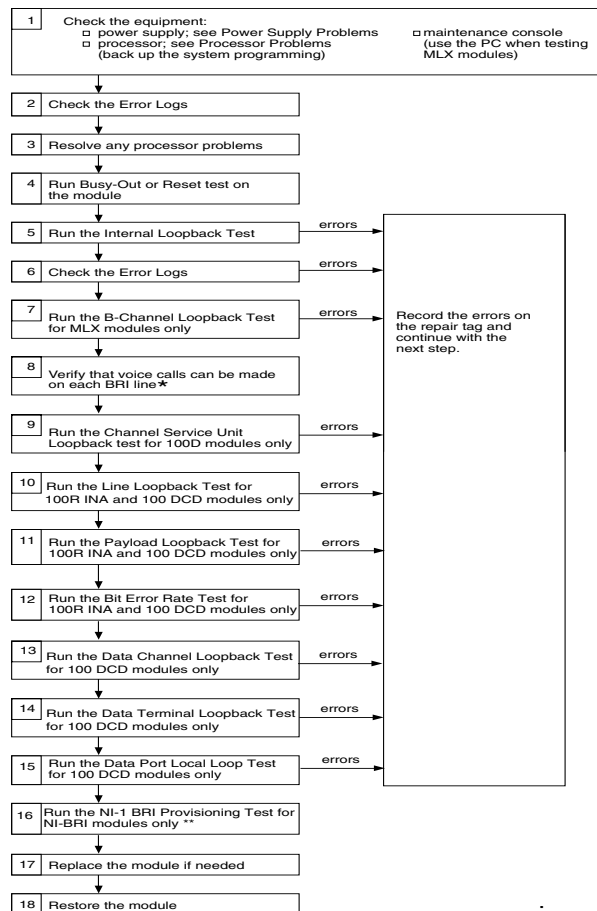 1
Check the equipment:
□ power supply; see Power Supply Problems
□ processor; see Processor Problems
(back up the system programming)
□ maintenance console
(use the PC when testing
MLX modules)
2 Check the Error Logs
3 Resolve any processor problems
4 Run Busy-Out or Reset test on
the module
5 Run the Internal Loopback Test
errors
6 Check the Error Logs
errors
7 Run the B-Channel Loopback Test
for MLX modules only
errors
Record the errors on
the repair tag and
continue with the
next step.
8 Verify that voice calls can be made
on each BRI line*
9 Run the Channel Service Unit
Loopback test for 100D modules only
errors
10 Run the Line Loopback Test for
100R INA and 100 DCD modules only
errors
11 Run the Payload Loopback Test for
100R INA and 100 DCD modules only
errors
12 Run the Bit Error Rate Test for
100R INA and 100 DCD modules only
errors
13 Run the Data Channel Loopback Test
for 100 DCD modules only
errors
14 Run the Data Terminal Loopback Test
for 100 DCD modules only
errors
15 Run the Data Port Local Loop Test
for 100 DCD modules only
errors
16 Run the NI-1 BRI Provisioning Test for
NI-BRI modules only **
17 Replace the module if needed
18 Restore the module